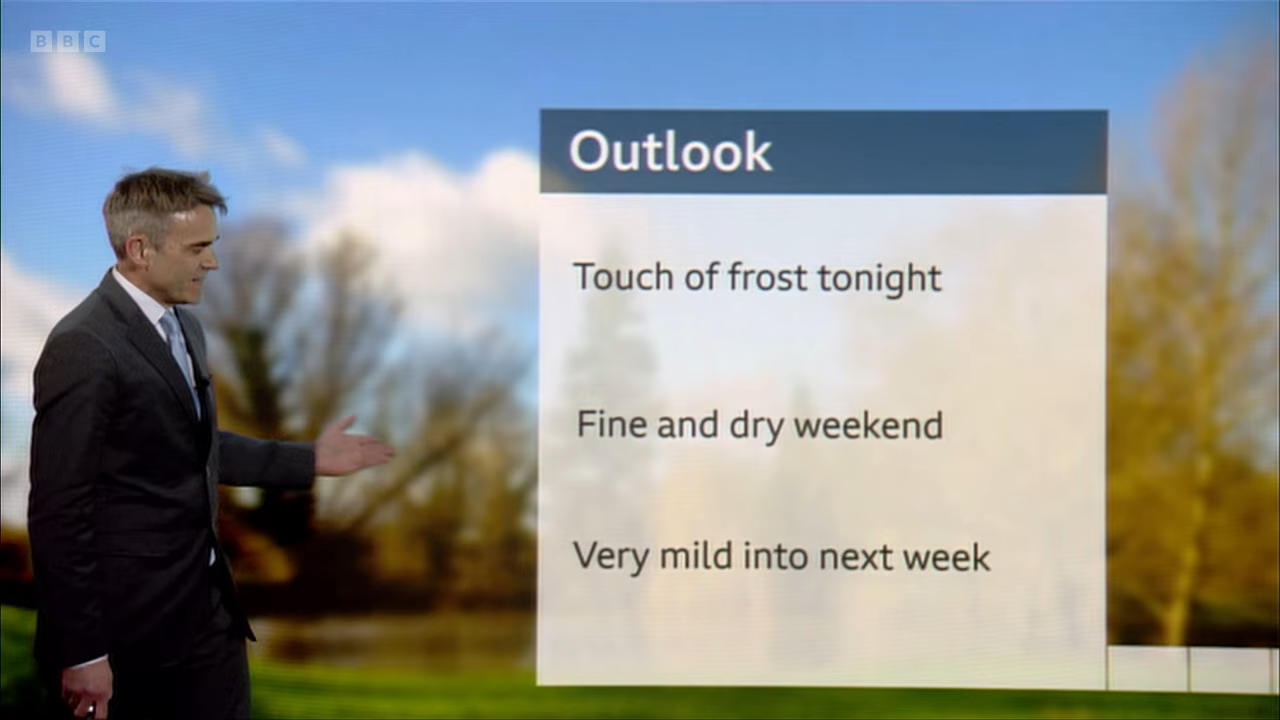 BBC
Outlook
Touch of frost tonight
Fine and dry weekend
Very mild into next week